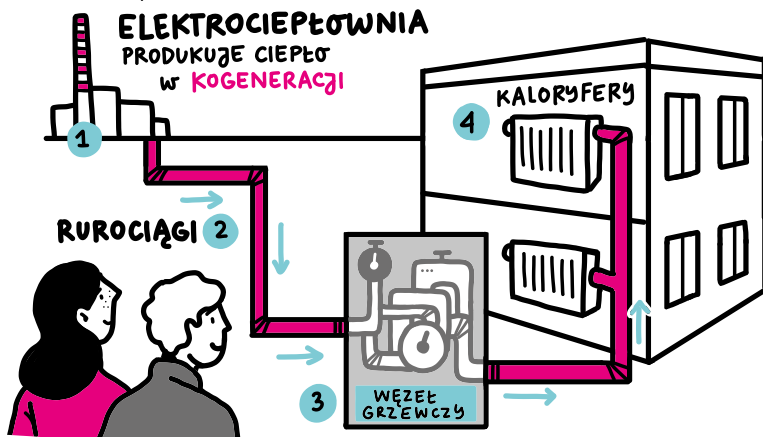 ELEKTROCIEPŁOWNIA
PRODUKUJE CIEPŁO
w KOGENERACJI
1
4
KALORYFERY
RUROCIĄGI 2
3
WĘZEŁ
GRZEWCZY